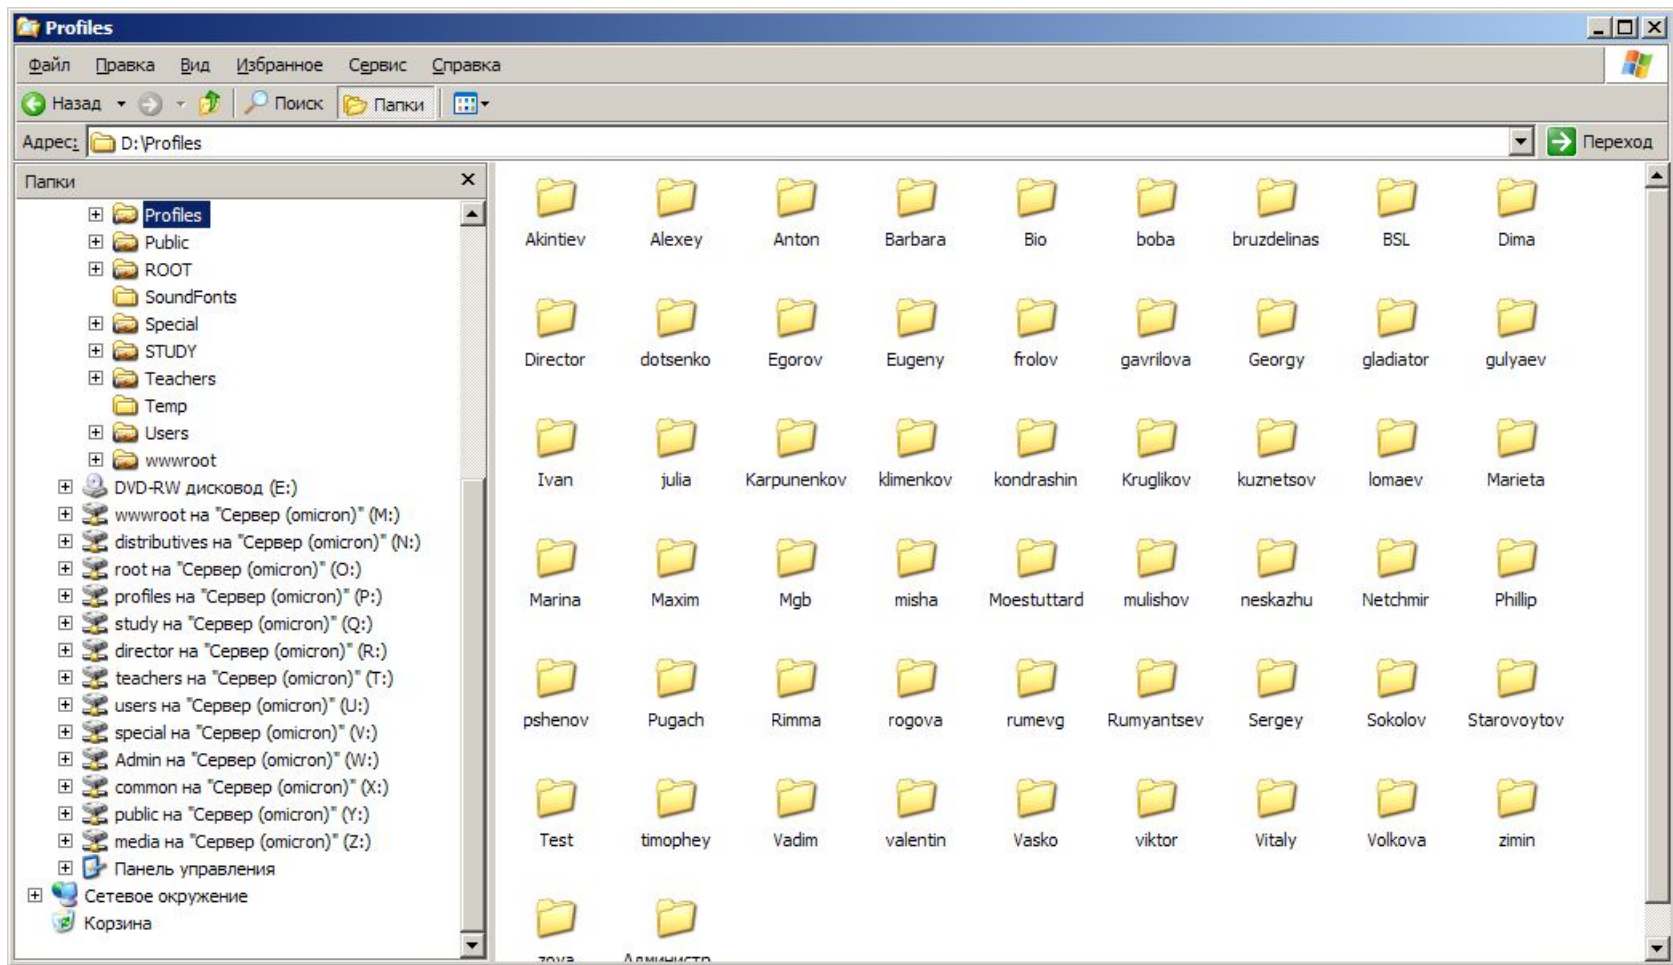 Profiles
Файл Правка Вид Избранное Сервис Справка
Назад Поиск Папки
Адрес: D:\Profiles Переход
Папки
Profiles
Public
ROOT
SoundFonts
Special
STUDY
Teachers
Temp
Users
wwwroot
DVD-RW дисковод (E:)
wwwroot на "Сервер (omicron)" (M:)
distributives на "Сервер (omicron)" (N:)
root на "Сервер (omicron)" (O:)
profiles на "Сервер (omicron)" (P:)
study на "Сервер (omicron)" (Q:)
director на "Сервер (omicron)" (R:)
teachers на "Сервер (omicron)" (T:)
users на "Сервер (omicron)" (U:)
special на "Сервер (omicron)" (V:)
Admin на "Сервер (omicron)" (W:)
common на "Сервер (omicron)" (X:)
public на "Сервер (omicron)" (Y:)
media на "Сервер (omicron)" (Z:)
Панель управления
Сетевое окружение
Корзина
Akintiev Alexey Anton Barbara Bio boba bruzdelinas BSL Dima
Director dotsenko Egorov Eugeny frolov gavrilova Georgy gladiator gulyaev
Ivan julia Karpunenkov klimenkov kondrashin Kruglikov kuznetsov lomaev Marieta
Marina Maxim Mgb misha Moestuttard mulishov neskazhu Netchmir Phillip
pshenov Pugach Rimma rogova rumevg Rumyantsev Sergey Sokolov Starovoytov
Test timophey Vadim valentin Vasko viktor Vitaly Volkova zimin
zoya Администр